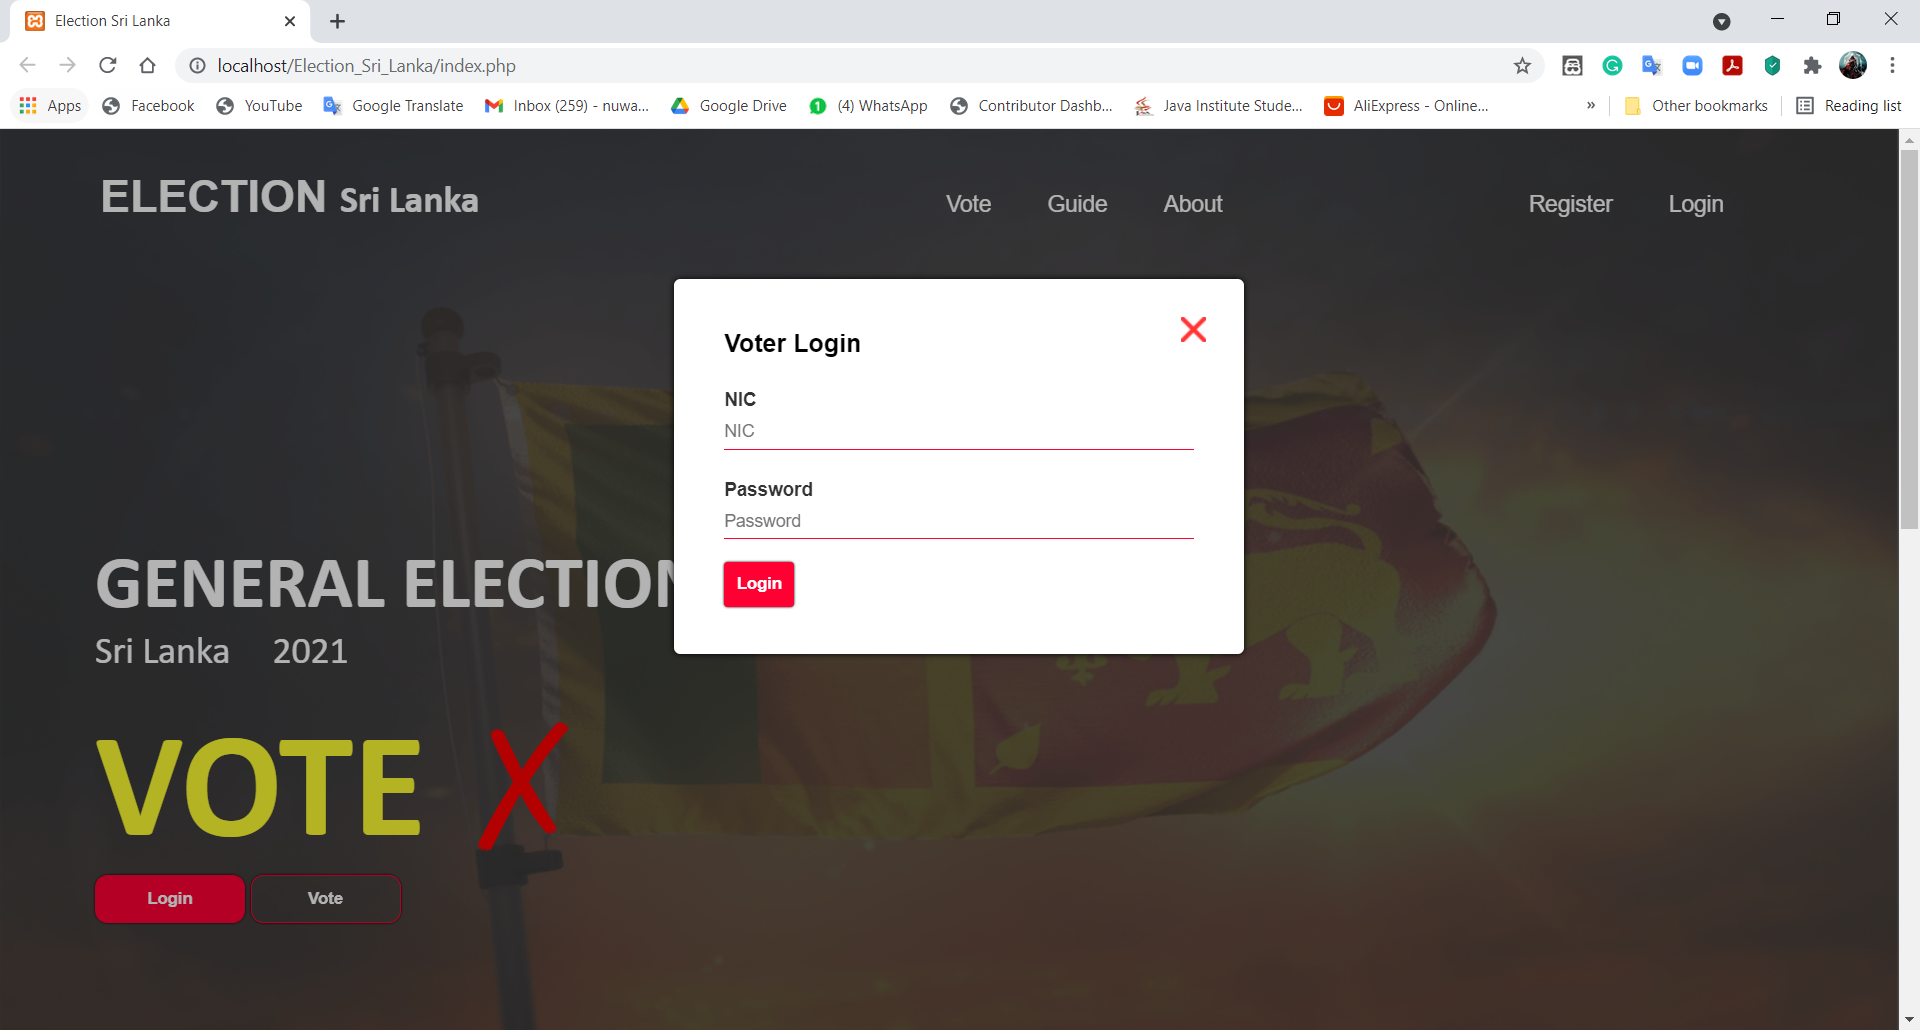 Election Sri Lanka
localhost/Election_Sri_Lanka/index.php
Apps Facebook YouTube Google Translate Inbox (259) - nuwa... Google Drive (4) WhatsApp Contributor Dashb... Java Institute Stude... AliExpress - Online... » Other bookmarks Reading list
ELECTION Sri Lanka Vote Guide About Register Login
Voter Login
NIC
NIC
Password
Password
Login
GENERAL ELECTION
Sri Lanka 2021
VOTE X
Login Vote